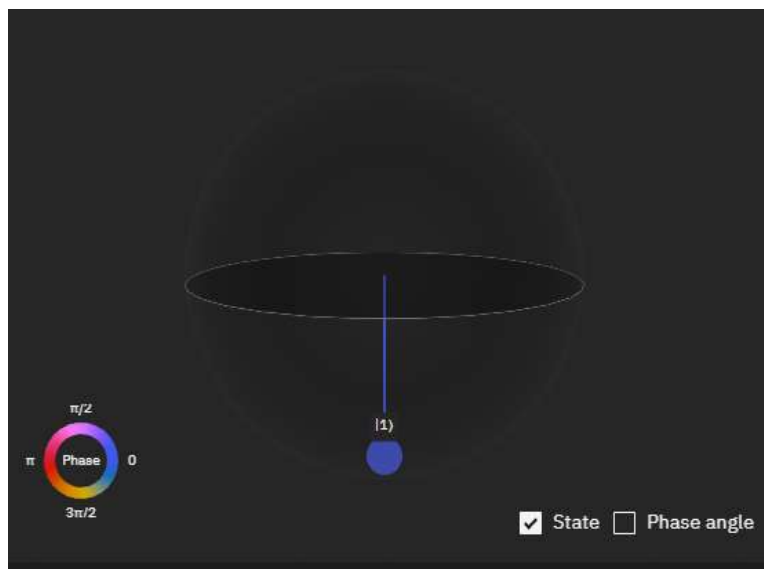 |1⟩
π/2
π
Phase
0
3π/2
State
Phase angle